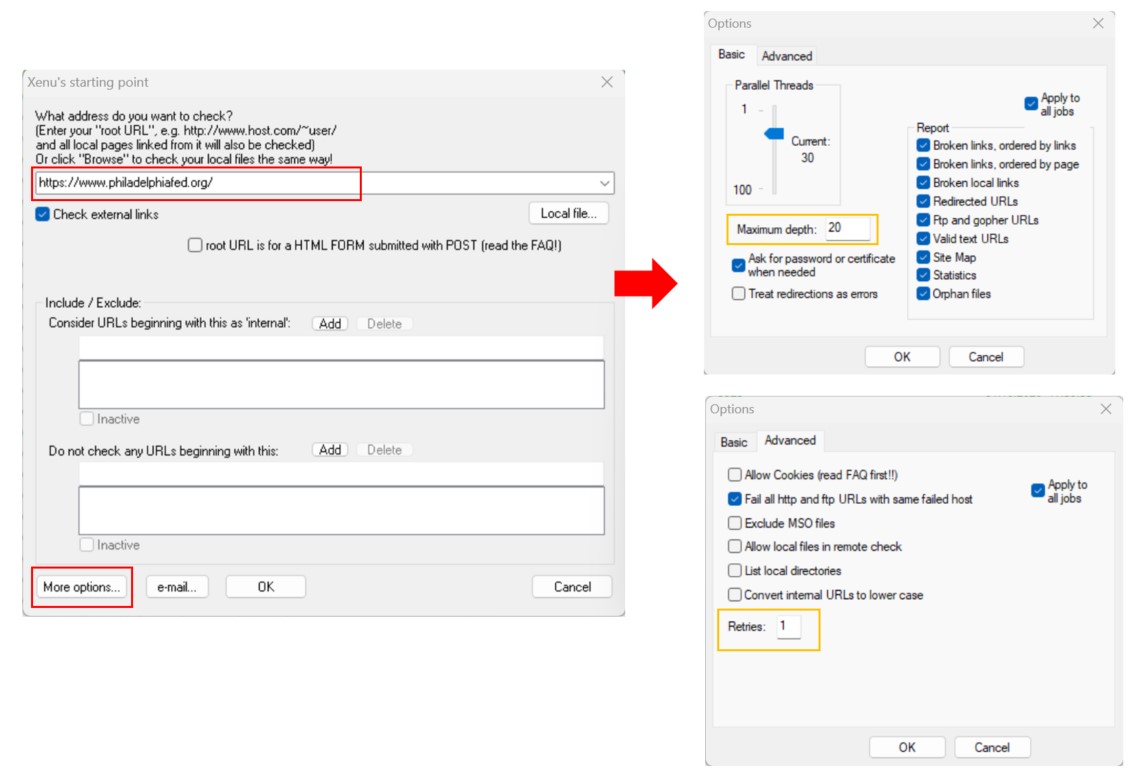 Xenu's starting point
What address do you want to check?
(Enter your "root URL", e.g. http://www.host.com/~user/
and all local pages linked from it will also be checked)
Or click "Browse" to check your local files the same way!
https://www.philadelphiafed.org/
Check external links
Local file...
root URL is for a HTML FORM submitted with POST (read the FAQ!)
Include / Exclude:
Consider URLs beginning with this as 'internal':
Add
Delete
Inactive
Do not check any URLs beginning with this:
Add
Delete
Inactive
More options...
e-mail...
OK
Cancel
Options
Basic
Advanced
Parallel Threads
1
Current:
30
100
Maximum depth:
20
Ask for password or certificate
when needed
Treat redirections as errors
Apply to
all jobs
Report
Broken links, ordered by links
Broken links, ordered by page
Broken local links
Redirected URLs
Ftp and gopher URLs
Valid text URLs
Site Map
Statistics
Orphan files
OK
Cancel
Options
Basic
Advanced
Allow Cookies (read FAQ first!!)
Fail all http and ftp URLs with same failed host
Exclude MSO files
Allow local files in remote check
List local directories
Convert internal URLs to lower case
Apply to
all jobs
Retries:
1
OK
Cancel